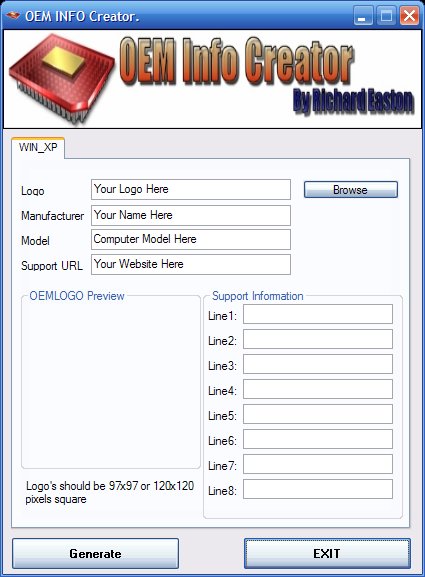 OEM INFO Creator.
OEM Info Creator
By Richard Easton
WIN_XP
Logo Your Logo Here Browse
Manufacturer Your Name Here
Model Computer Model Here
Support URL Your Website Here
OEMLOGO Preview
Support Information
Line1:
Line2:
Line3:
Line4:
Line5:
Line6:
Line7:
Line8:
Logo's should be 97x97 or 120x120
pixels square
Generate EXIT